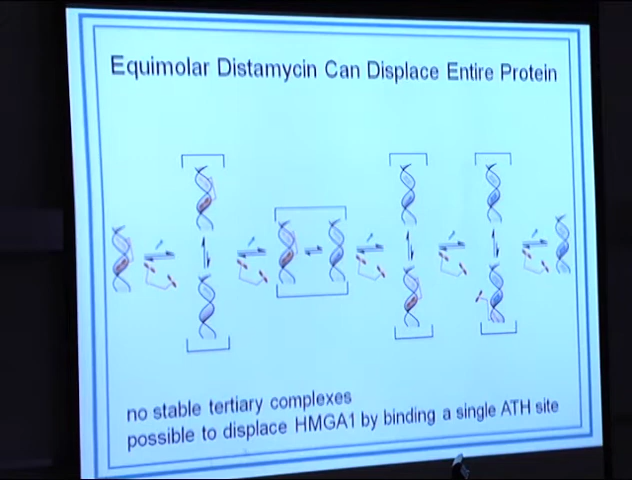 Equimolar Distamycin Can Displace Entire Protein
no stable tertiary complexes
possible to displace HMGA1 by binding a single ATH site